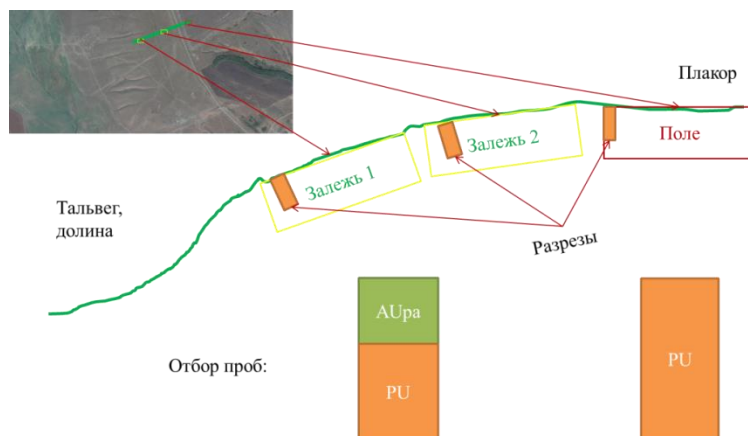 Плакор
Поле
Залежь 2
Залежь 1
Тальвег,
долина
Разрезы
AUpa
PU
PU
Отбор проб: